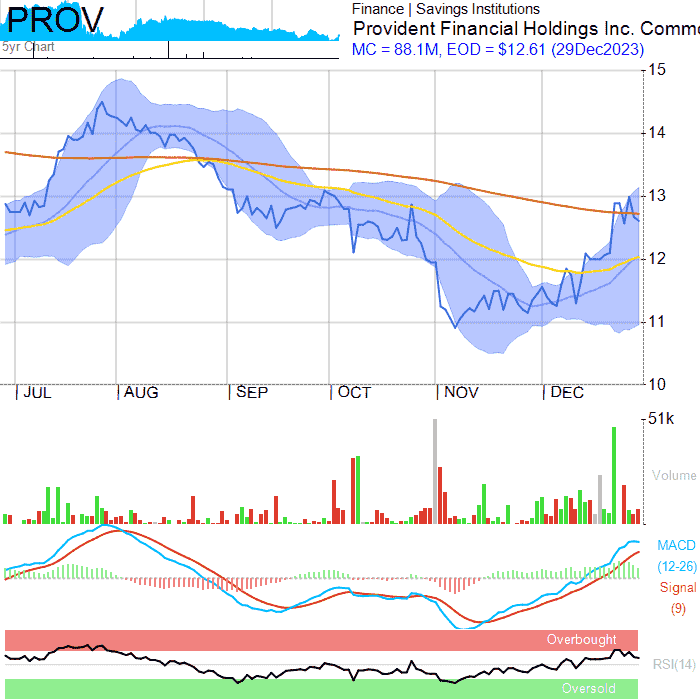 PROV
5yr Chart
Finance | Savings Institutions
Provident Financial Holdings Inc. Commo
MC = 88.1M, EOD = $12.61 (29Dec2023)
15
14
13
12
11
10
JUL AUG SEP OCT NOV DEC
51k
Volume
MACD
(12-26)
Signal
(9)
Overbought
RSI(14)
Oversold